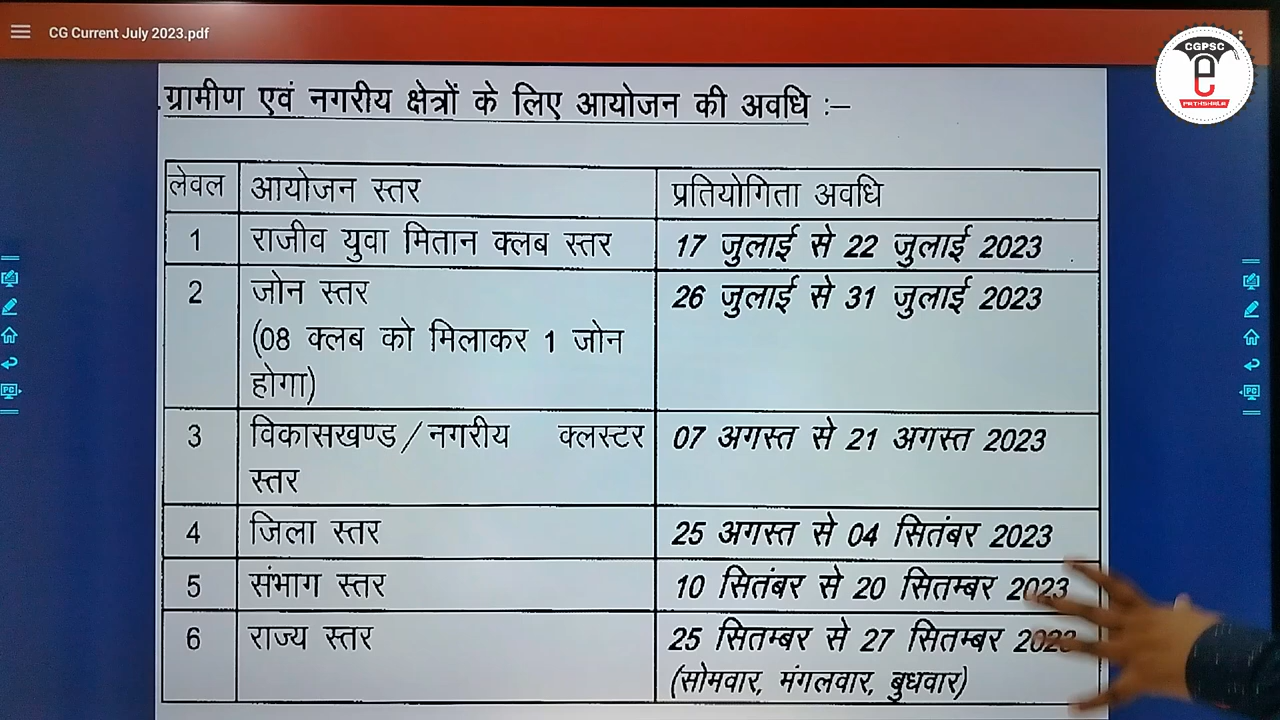 CG Current July 2023.pdf
CGPSC
e
PATHSHALA
ग्रामीण एवं नगरीय क्षेत्रों के लिए आयोजन की अवधि :–
लेवल आयोजन स्तर प्रतियोगिता अवधि
1 राजीव युवा मितान क्लब स्तर 17 जुलाई से 22 जुलाई 2023
2 जोन स्तर 26 जुलाई से 31 जुलाई 2023
(08 क्लब को मिलाकर 1 जोन
होगा)
3 विकासखण्ड/नगरीय क्लस्टर 07 अगस्त से 21 अगस्त 2023
स्तर
4 जिला स्तर 25 अगस्त से 04 सितंबर 2023
5 संभाग स्तर 10 सितंबर से 20 सितम्बर 2023
6 राज्य स्तर 25 सितम्बर से 27 सितम्बर 2023
(सोमवार, मंगलवार, बुधवार)
PC
PC